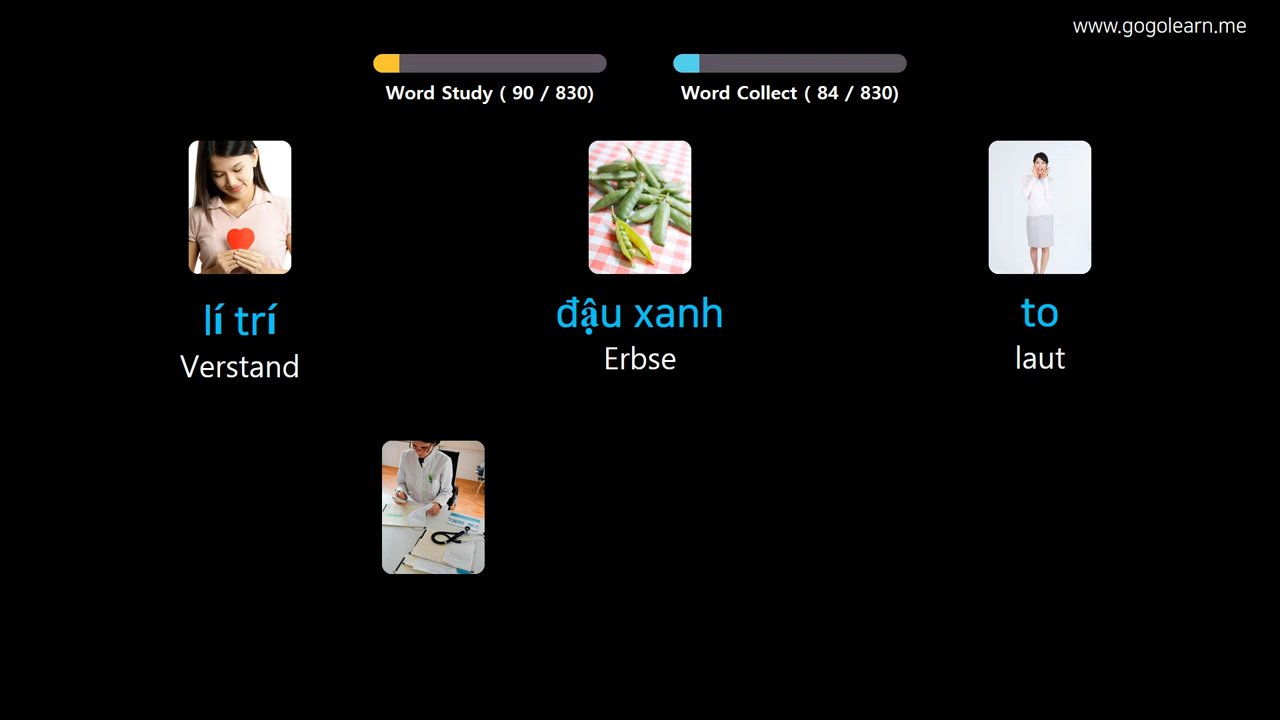 www.gogolearn.me
Word Study ( 90 / 830)
Word Collect ( 84 / 830)
lí trí
Verstand
đậu xanh
Erbse
to
laut